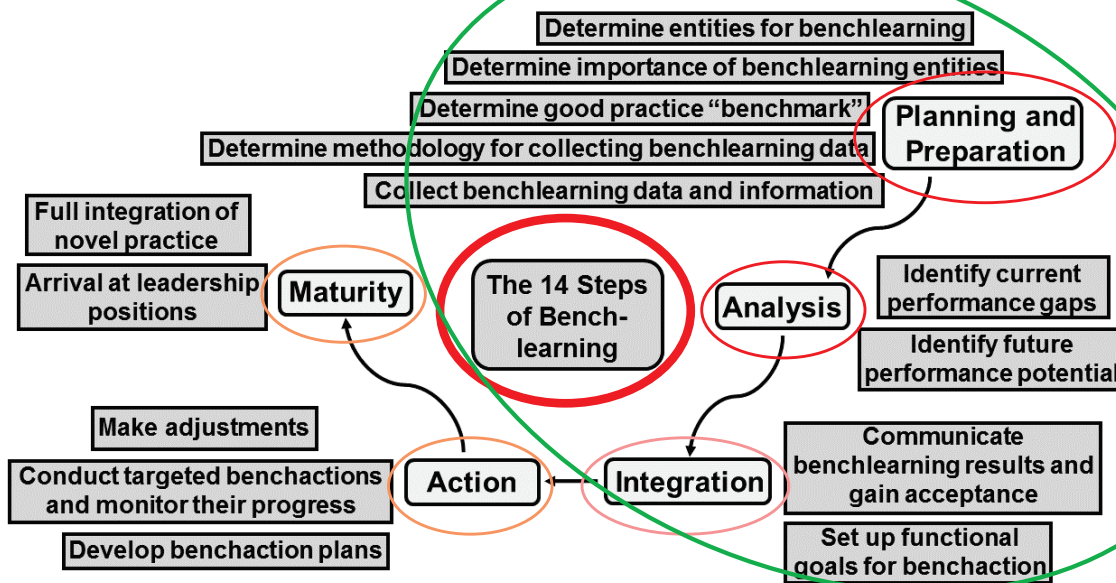 Determine entities for benchlearning
Determine importance of benchlearning entities
Determine good practice “benchmark”
Determine methodology for collecting benchlearning data
Collect benchlearning data and information
Planning and
Preparation
Full integration of
novel practice
Arrival at leadership
positions
Maturity
The 14 Steps
of Bench-
learning
Analysis
Identify current
performance gaps
Identify future
performance potential
Make adjustments
Conduct targeted benchactions
and monitor their progress
Develop benchaction plans
Action
Integration
Communicate
benchlearning results and
gain acceptance
Set up functional
goals for benchaction